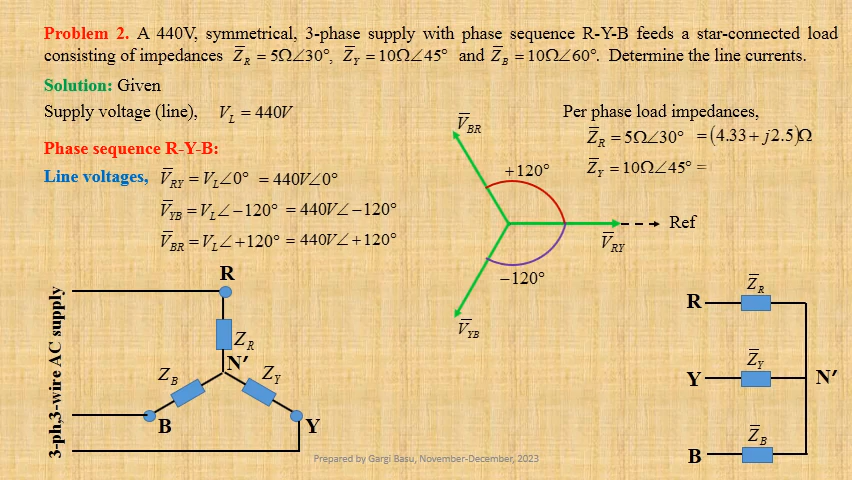 Problem 2. A 440V, symmetrical, 3-phase supply with phase sequence R-Y-B feeds a star-connected load
consisting of impedances Z̅_R = 5Ω∠30°, Z̅_Y = 10Ω∠45° and Z̅_B = 10Ω∠60°. Determine the line currents.
Solution: Given
Supply voltage (line), V_L = 440V
Phase sequence R-Y-B:
Line voltages, V̅_RY = V_L∠0° = 440V∠0°
V̅_YB = V_L∠−120° = 440V∠−120°
V̅_BR = V_L∠+120° = 440V∠+120°
V̅_BR
+120°
Ref
V̅_RY
−120°
V̅_YB
Per phase load impedances,
Z̅_R = 5Ω∠30° = (4.33 + j2.5)Ω
Z̅_Y = 10Ω∠45° =
3-ph,3-wire AC supply
R
Z_R
N′
Z_B
Z_Y
B
Y
Z̅_R
R
Z̅_Y
Y
N′
Z̅_B
B
Prepared by Gargi Basu, November-December, 2023